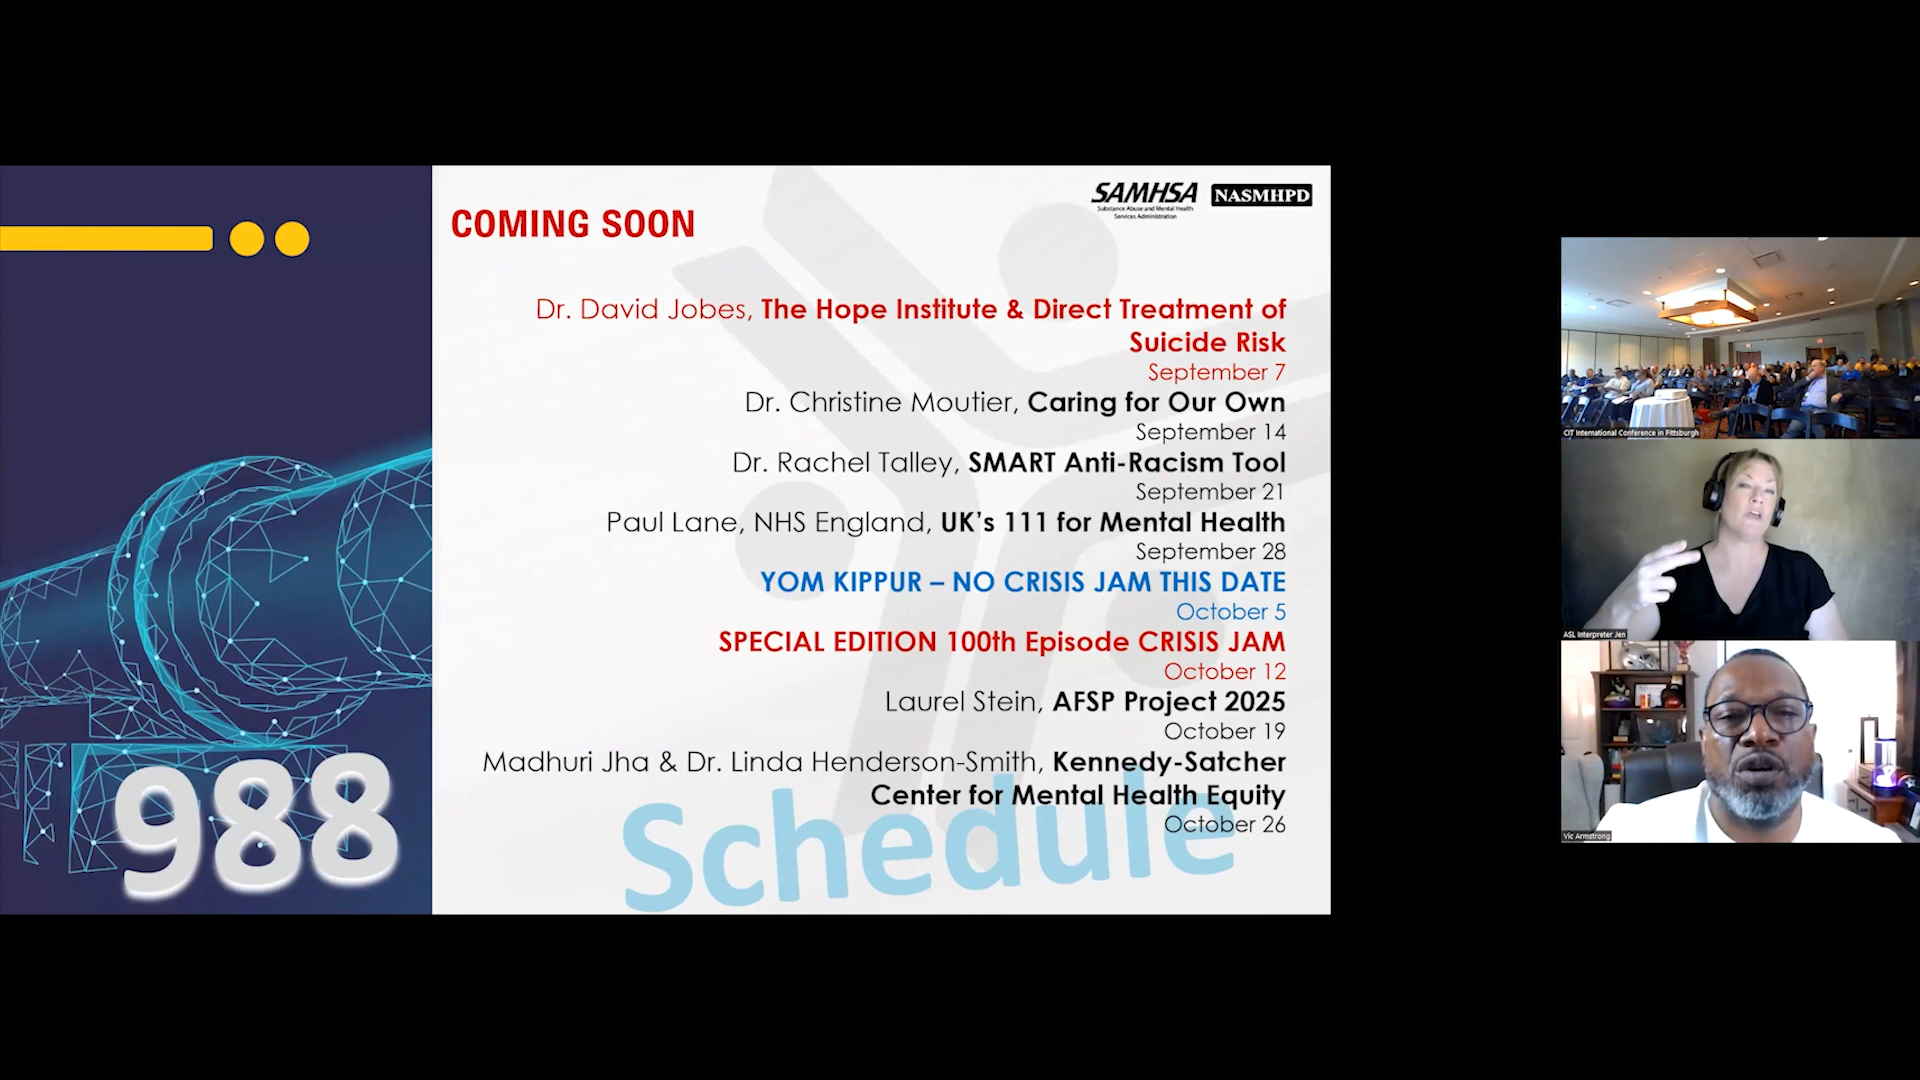 SAMHSA
Substance Abuse and Mental Health
Services Administration
NASMHPD
COMING SOON
Dr. David Jobes, The Hope Institute & Direct Treatment of
Suicide Risk
September 7
Dr. Christine Moutier, Caring for Our Own
September 14
Dr. Rachel Talley, SMART Anti-Racism Tool
September 21
Paul Lane, NHS England, UK's 111 for Mental Health
September 28
YOM KIPPUR – NO CRISIS JAM THIS DATE
October 5
SPECIAL EDITION 100th Episode CRISIS JAM
October 12
Laurel Stein, AFSP Project 2025
October 19
Madhuri Jha & Dr. Linda Henderson-Smith, Kennedy-Satcher
Center for Mental Health Equity
October 26
Schedule
988
CIT International Conference in Pittsburgh
ASL Interpreter Jen
Vic Armstrong